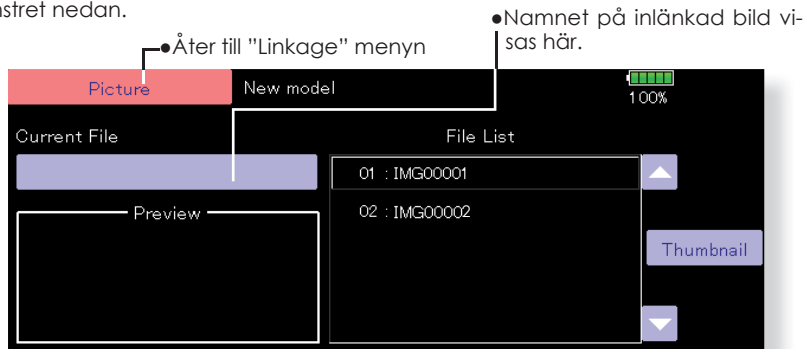 nstret nedan.
●Namnet på inlänkad bild vi-
sas här.
●Åter till ”Linkage” menyn
Picture
New model
100%
Current File
File List
01 : IMG00001
02 : IMG00002
Preview
Thumbnail